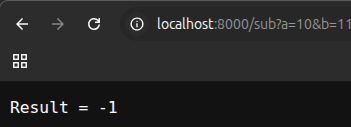 localhost:8000/sub?a=10&b=11
Result = -1